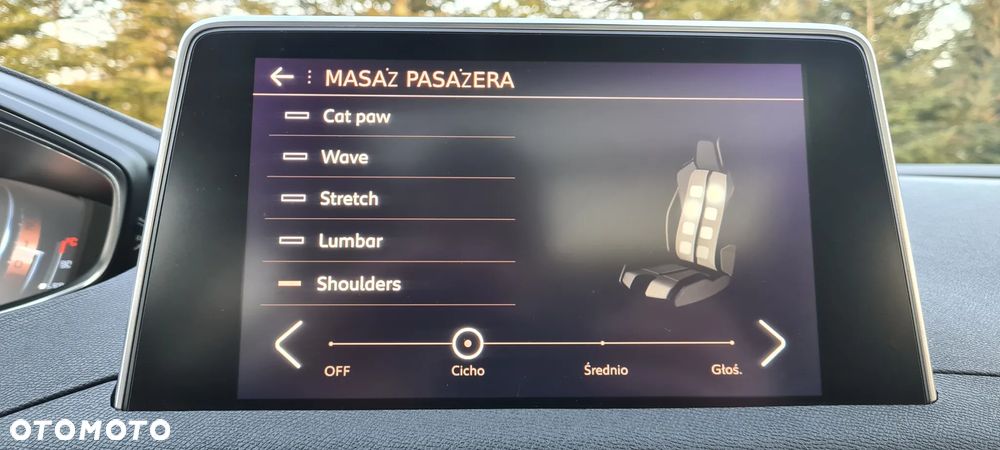 MASAŻ PASAŻERA
Cat paw
Wave
Stretch
Lumbar
Shoulders
OFF Cicho Średnio Głoś.
OTOMOTO